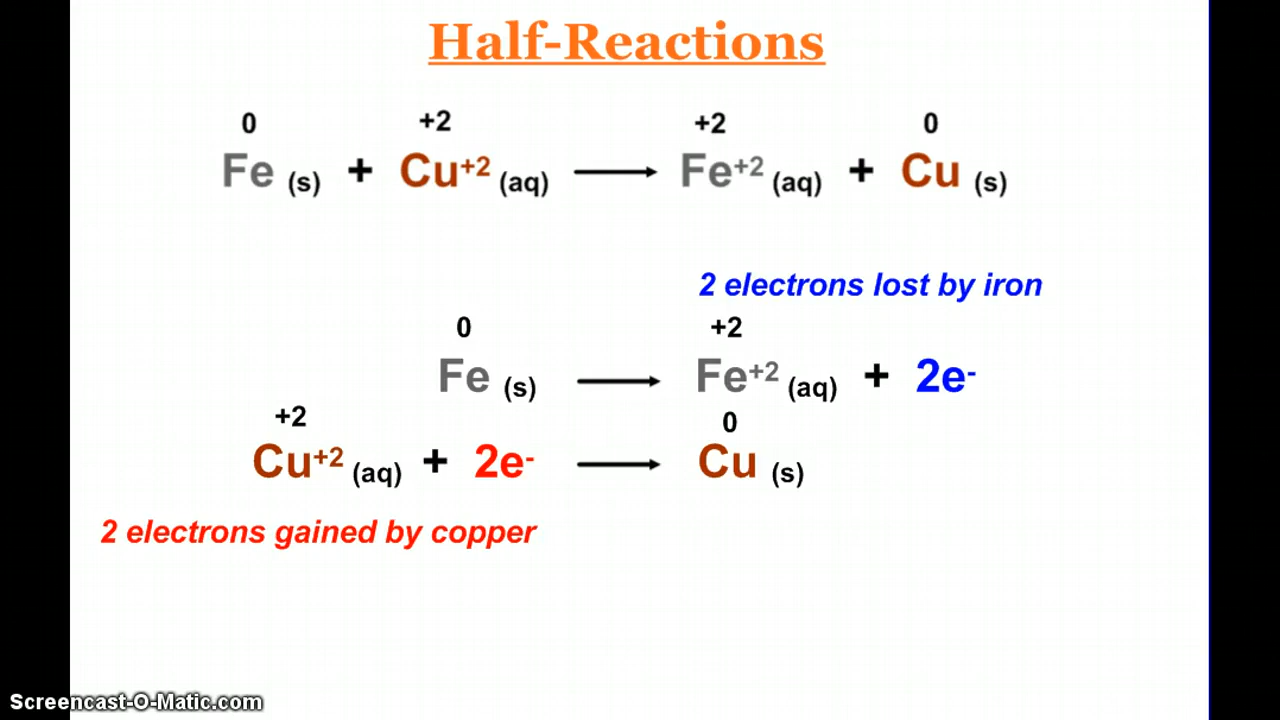 Half-Reactions
0 +2 +2 0
Fe (s) + Cu+2 (aq) ⟶ Fe+2 (aq) + Cu (s)
2 electrons lost by iron
0 +2
Fe (s) ⟶ Fe+2 (aq) + 2e-
+2 0
Cu+2 (aq) + 2e- ⟶ Cu (s)
2 electrons gained by copper
Screencast-O-Matic.com